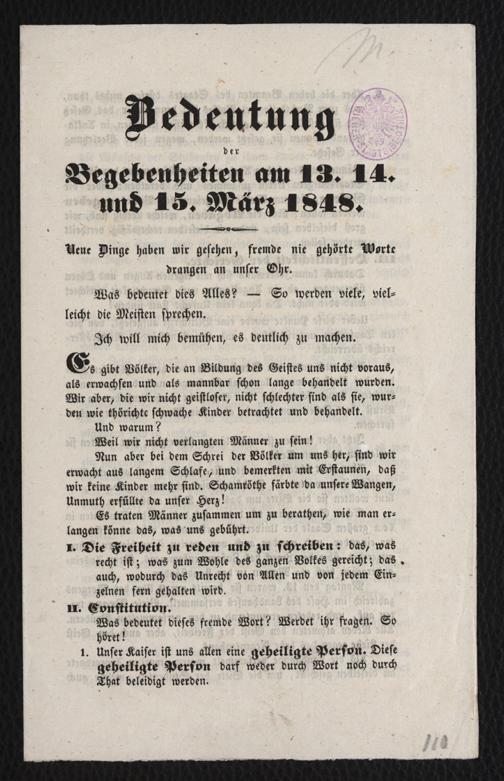 M.
Bedeutung
der
Begebenheiten am 13. 14.
und 15. März 1848.
Neue Dinge haben wir gesehen, fremde nie gehörte Worte
drangen an unser Ohr.
Was bedeutet dies Alles? — So werden viele, viel=
leicht die Meisten sprechen.
Ich will mich bemühen, es deutlich zu machen.
Es gibt Völker, die an Bildung des Geistes uns nicht voraus,
als erwachsen und als mannbar schon lange behandelt wurden.
Wir aber, die wir nicht geistloser, nicht schlechter sind als sie, wur=
den wie thörichte schwache Kinder betrachtet und behandelt.
Und warum?
Weil wir nicht verlangten Männer zu sein!
Nun aber bei dem Schrei der Völker um uns her, sind wir
erwacht aus langem Schlafe, und bemerkten mit Erstaunen, daß
wir keine Kinder mehr sind. Schamröthe färbte da unsere Wangen,
Unmuth erfüllte da unser Herz!
Es traten Männer zusammen um zu berathen, wie man er=
langen könne das, was uns gebührt.
I. Die Freiheit zu reden und zu schreiben: das, was
recht ist; was zum Wohle des ganzen Volkes gereicht; das
auch, wodurch das Unrecht von Allen und von jedem Ein=
zelnen fern gehalten wird.
II. Constitution.
Was bedeutet dieses fremde Wort? Werdet ihr fragen. So
höret!
1. Unser Kaiser ist uns allen eine geheiligte Person. Diese
geheiligte Person darf weder durch Wort noch durch
That beleidigt werden.
110